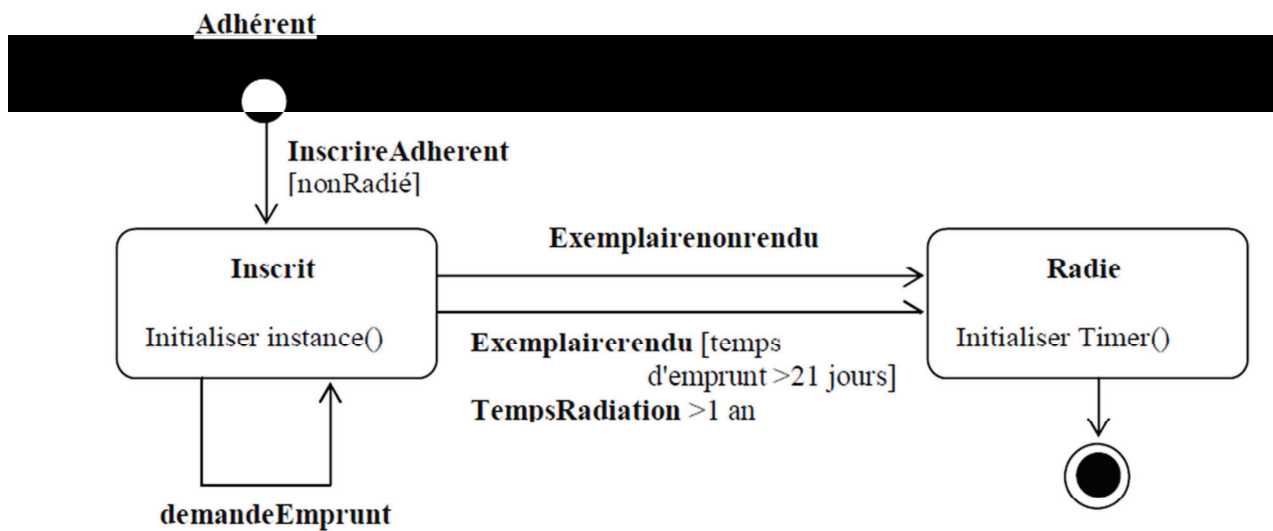 Adhérent
InscrireAdherent
[nonRadié]
Exemplairenonrendu
Inscrit
Radie
Initialiser instance()
Initialiser Timer()
Exemplairerendu [temps
d'emprunt >21 jours]
TempsRadiation >1 an
demandeEmprunt